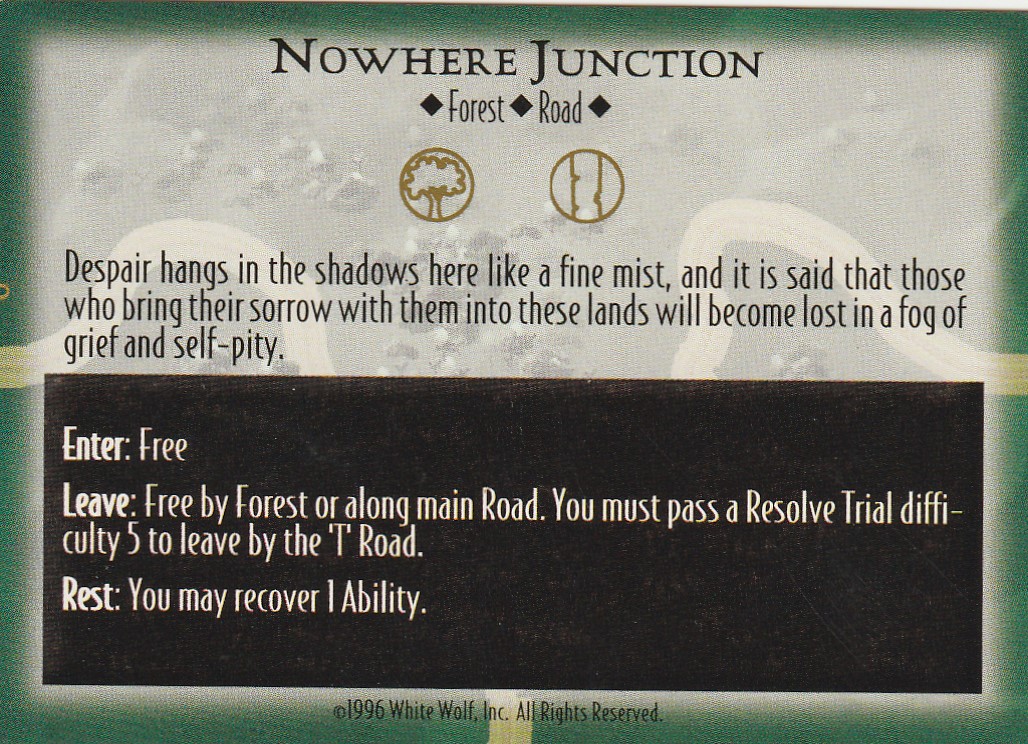 NOWHERE JUNCTION
◆ Forest ◆ Road ◆
Despair hangs in the shadows here like a fine mist, and it is said that those
who bring their sorrow with them into these lands will become lost in a fog of
grief and self-pity.
Enter: Free
Leave: Free by Forest or along main Road. You must pass a Resolve Trial diffi-
culty 5 to leave by the 'T' Road.
Rest: You may recover 1 Ability.
©1996 White Wolf, Inc. All Rights Reserved.